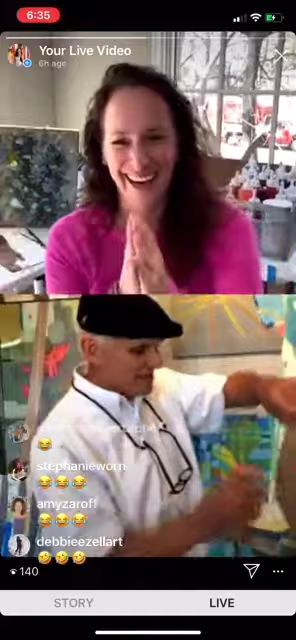 6:35
Your Live Video
6h ago
stephanieworn
😂😂😂
amyzaroff
😂😂😂
debbieezellart
🤣🤣🤣
140
STORY
LIVE